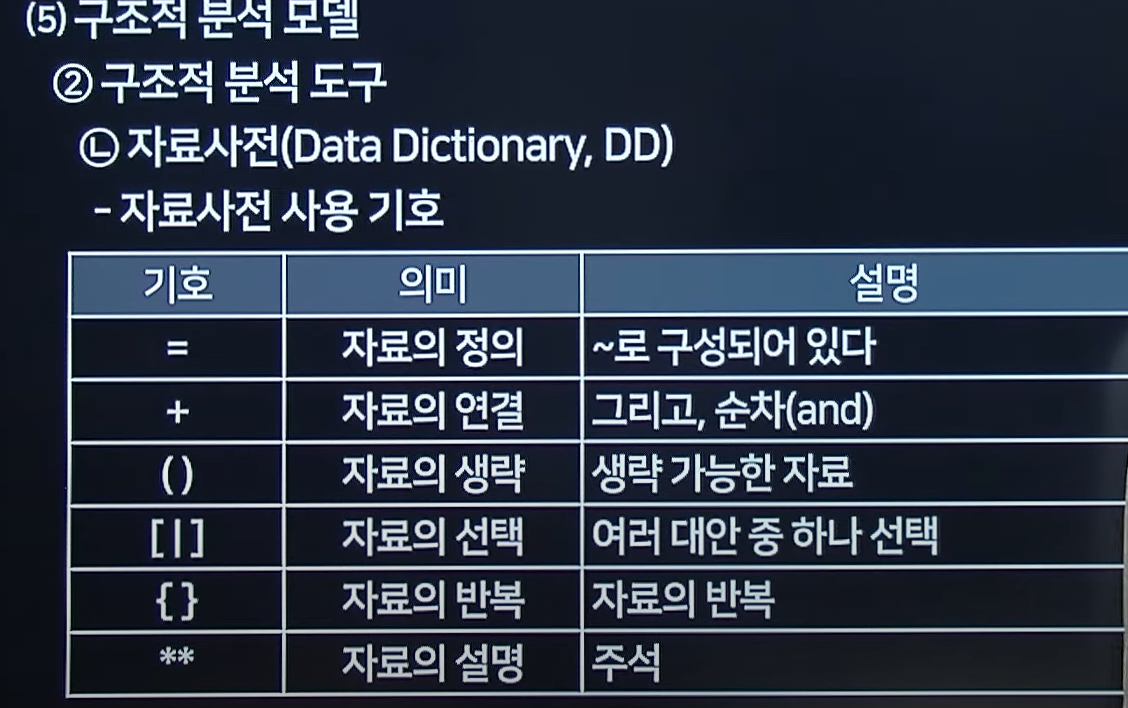 (5) 구조적 분석 모델
② 구조적 분석 도구
㉡ 자료사전(Data Dictionary, DD)
- 자료사전 사용 기호
기호 의미 설명
= 자료의 정의 ~로 구성되어 있다
+ 자료의 연결 그리고, 순차(and)
( ) 자료의 생략 생략 가능한 자료
[ | ] 자료의 선택 여러 대안 중 하나 선택
{ } 자료의 반복 자료의 반복
** 자료의 설명 주석